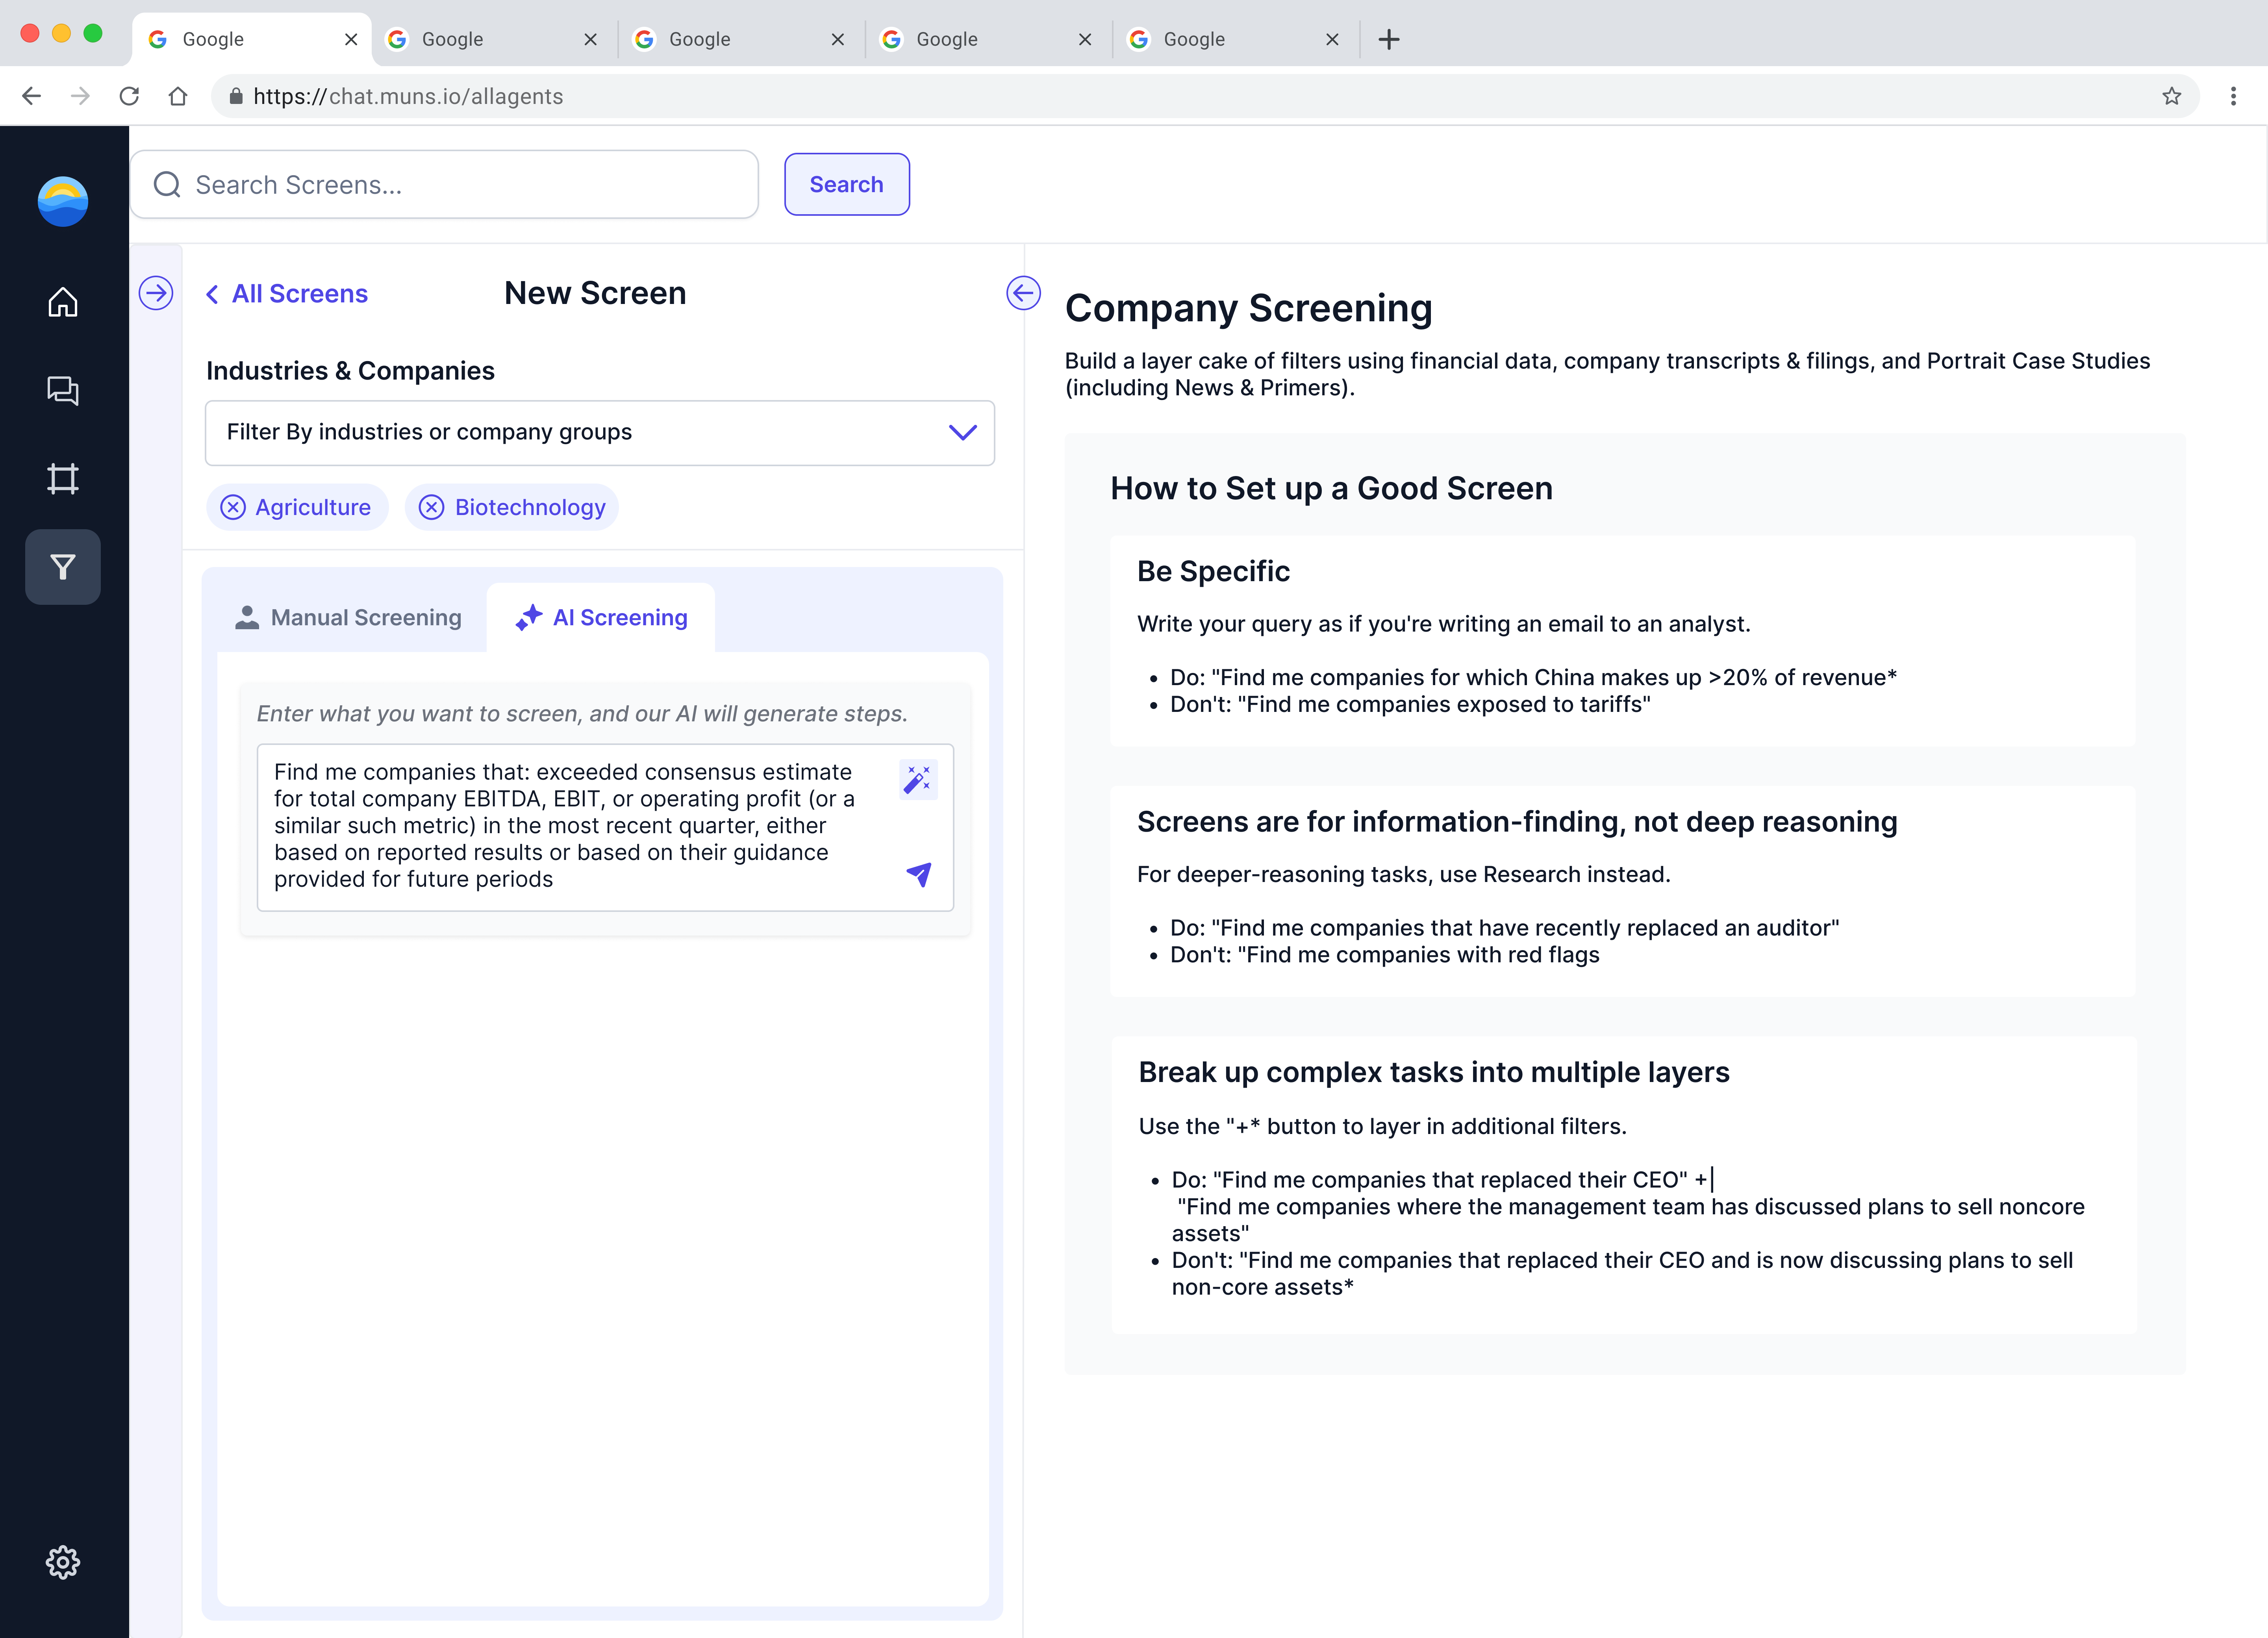 Google
Google
Google
Google
Google
https://chat.muns.io/allagents
Search Screens...
Search
All Screens
New Screen
Industries & Companies
Filter By industries or company groups
Agriculture
Biotechnology
Manual Screening
AI Screening
Enter what you want to screen, and our AI will generate steps.
Find me companies that: exceeded consensus estimate
for total company EBITDA, EBIT, or operating profit (or a
similar such metric) in the most recent quarter, either
based on reported results or based on their guidance
provided for future periods
Company Screening
Build a layer cake of filters using financial data, company transcripts & filings, and Portrait Case Studies
(including News & Primers).
How to Set up a Good Screen
Be Specific
Write your query as if you're writing an email to an analyst.
• Do: "Find me companies for which China makes up >20% of revenue*
• Don't: "Find me companies exposed to tariffs"
Screens are for information-finding, not deep reasoning
For deeper-reasoning tasks, use Research instead.
• Do: "Find me companies that have recently replaced an auditor"
• Don't: "Find me companies with red flags
Break up complex tasks into multiple layers
Use the "+* button to layer in additional filters.
• Do: "Find me companies that replaced their CEO" +|
"Find me companies where the management team has discussed plans to sell noncore
assets"
• Don't: "Find me companies that replaced their CEO and is now discussing plans to sell
non-core assets*